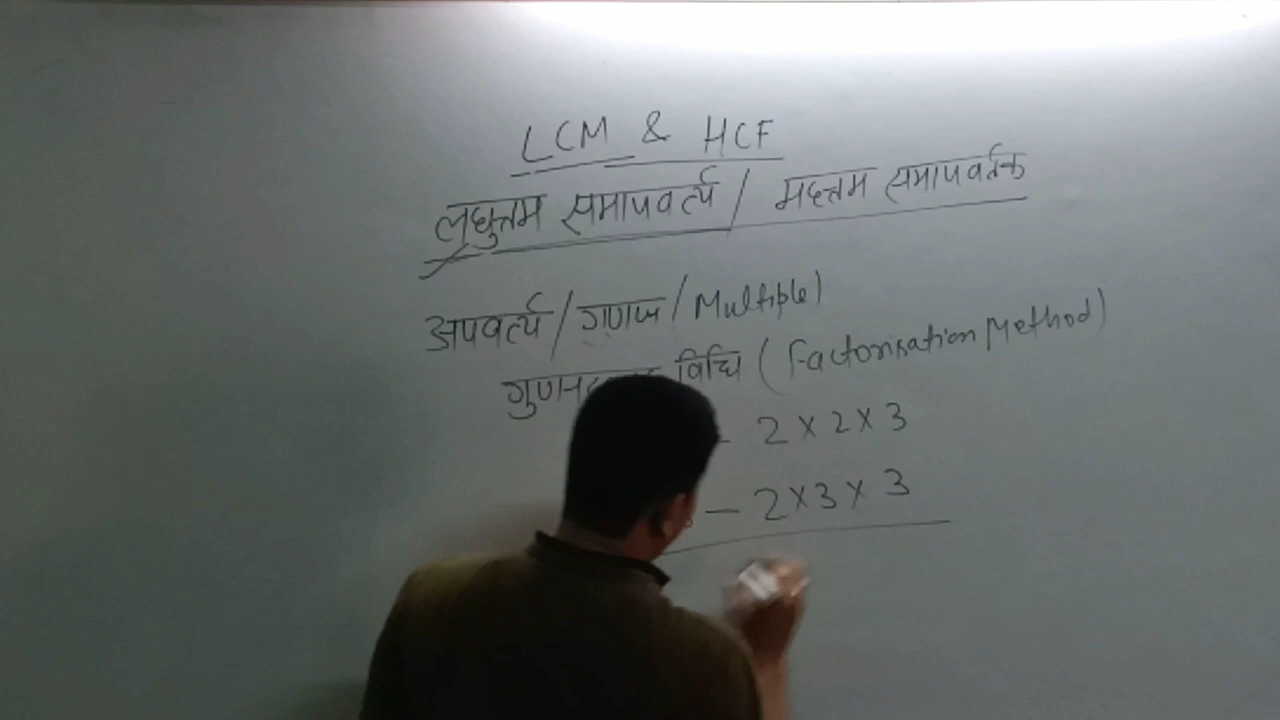 LCM & HCF
लघुत्तम समापवर्त्य / महत्तम समापवर्तक
अपवर्त्य / गुणज / Multiple)
विधि ( Factorisation Method)
- 2 × 2 × 3
- 2 × 3 × 3